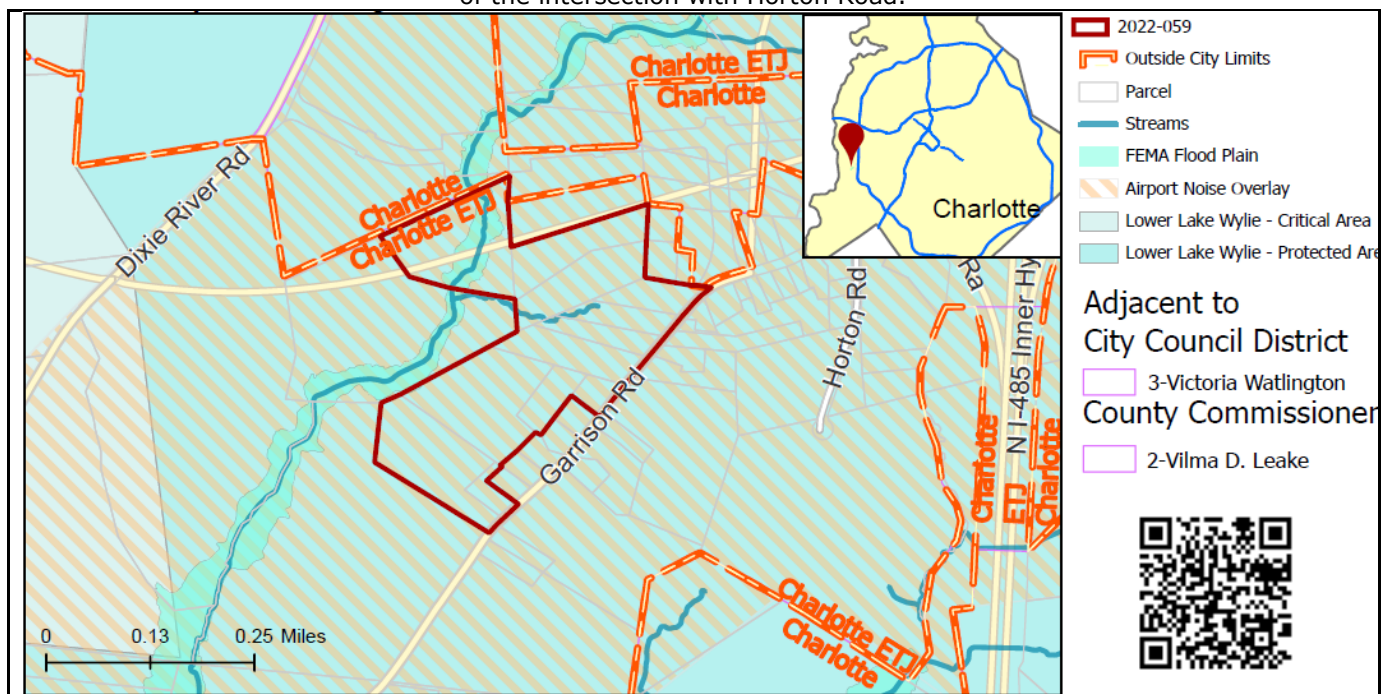 of the intersection with Horton Road.
2022-059
Outside City Limits
Parcel
Streams
FEMA Flood Plain
Airport Noise Overlay
Lower Lake Wylie - Critical Area
Lower Lake Wylie - Protected Are
Adjacent to
City Council District
3-Victoria Watlington
County Commissioner
2-Vilma D. Leake
Charlotte ETJ
Charlotte
Charlotte
Dixie River Rd
Charlotte
Charlotte ETJ
Horton Rd
Ra
N I-485 Inner Hy
Garrison Rd
Charlotte
ETJ
Charlotte
Charlotte ETJ
Charlotte
0 0.13 0.25 Miles